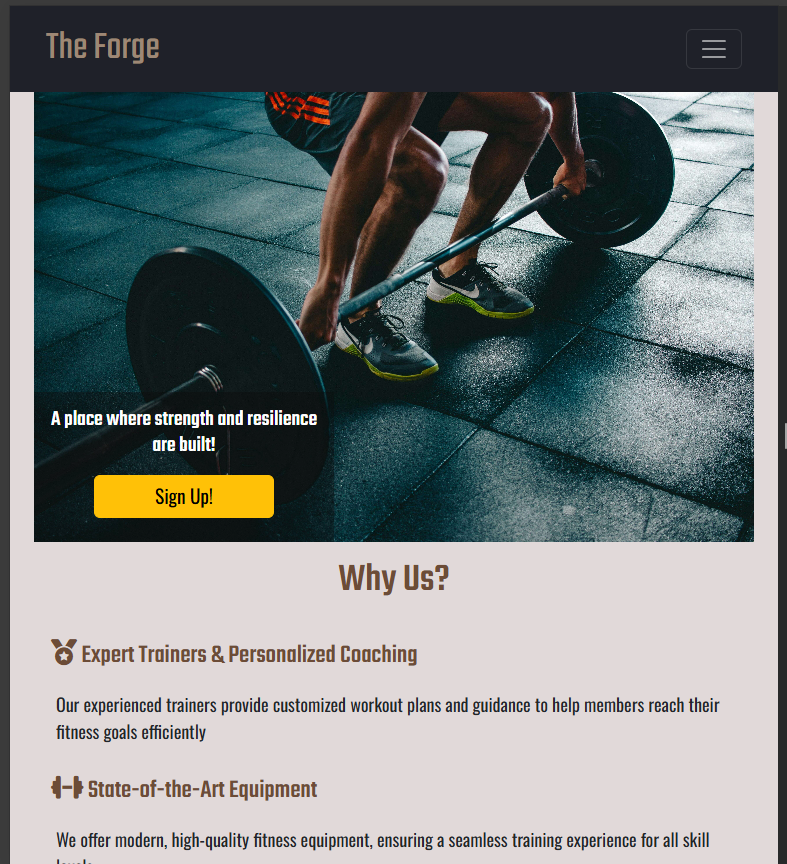 The Forge
A place where strength and resilience
are built!
Sign Up!
Why Us?
Expert Trainers & Personalized Coaching
Our experienced trainers provide customized workout plans and guidance to help members reach their
fitness goals efficiently
State-of-the-Art Equipment
We offer modern, high-quality fitness equipment, ensuring a seamless training experience for all skill